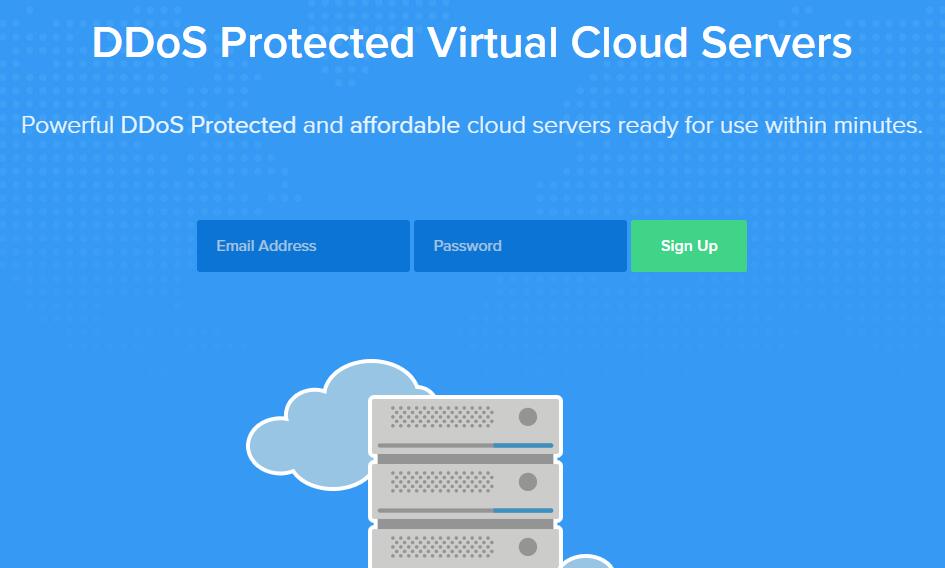 DDoS Protected Virtual Cloud Servers
Powerful DDoS Protected and affordable cloud servers ready for use within minutes.
Email Address
Password
Sign Up